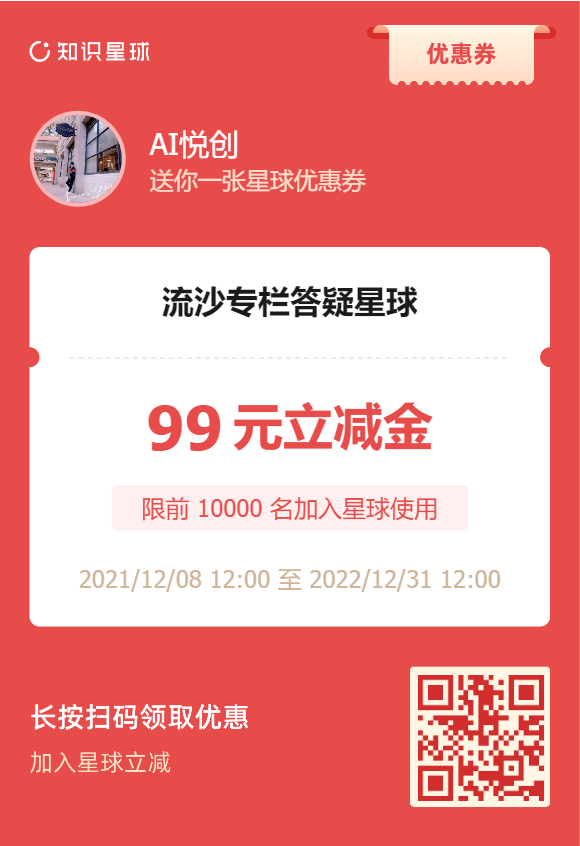 知识星球
优惠券
AI悦创
送你一张星球优惠券
流沙专栏答疑星球
99 元立减金
限前 10000 名加入星球使用
2021/12/08 12:00 至 2022/12/31 12:00
长按扫码领取优惠
加入星球立减